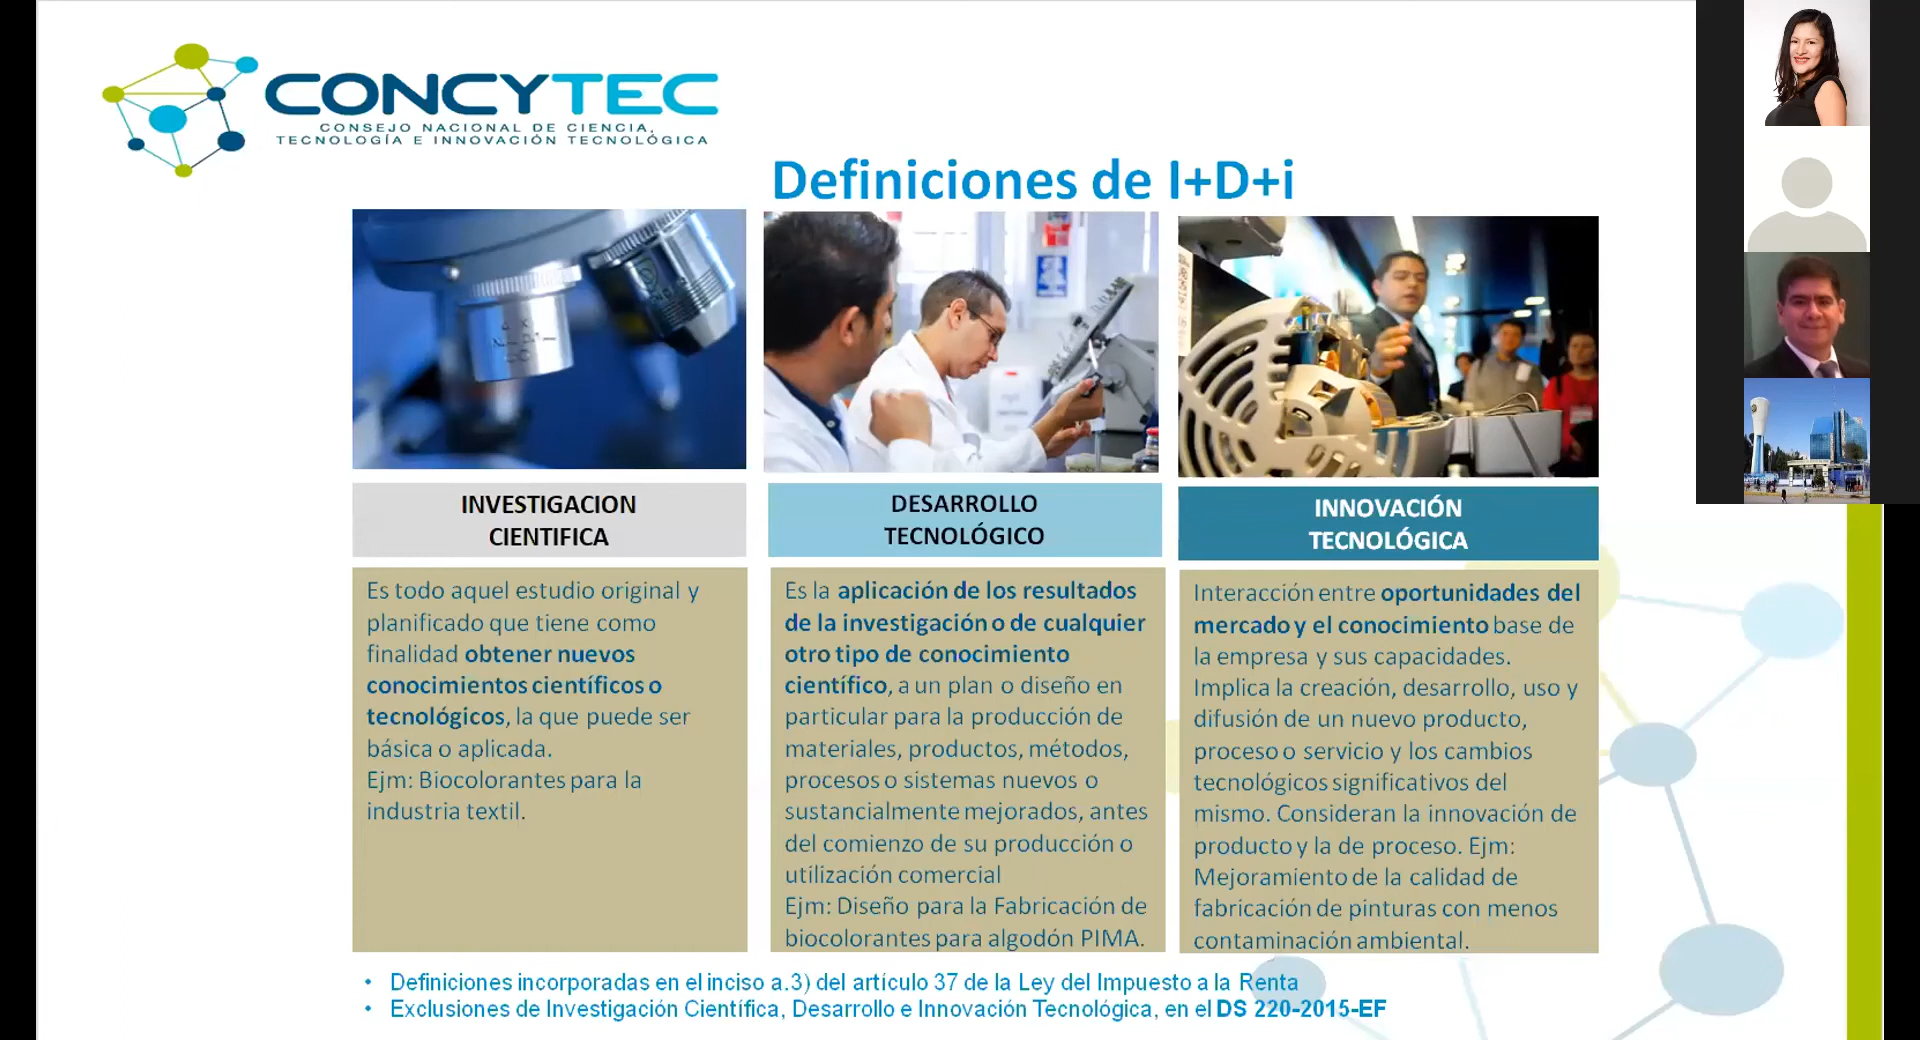 CONCYTEC
CONSEJO NACIONAL DE CIENCIA,
TECNOLOGÍA E INNOVACIÓN TECNOLÓGICA
Definiciones de I+D+i
INVESTIGACION
CIENTIFICA
Es todo aquel estudio original y
planificado que tiene como
finalidad obtener nuevos
conocimientos científicos o
tecnológicos, la que puede ser
básica o aplicada.
Ejm: Biocolorantes para la
industria textil.
DESARROLLO
TECNOLÓGICO
Es la aplicación de los resultados
de la investigación o de cualquier
otro tipo de conocimiento
científico, a un plan o diseño en
particular para la producción de
materiales, productos, métodos,
procesos o sistemas nuevos o
sustancialmente mejorados, antes
del comienzo de su producción o
utilización comercial
Ejm: Diseño para la Fabricación de
biocolorantes para algodón PIMA.
INNOVACIÓN
TECNOLÓGICA
Interacción entre oportunidades del
mercado y el conocimiento base de
la empresa y sus capacidades.
Implica la creación, desarrollo, uso y
difusión de un nuevo producto,
proceso o servicio y los cambios
tecnológicos significativos del
mismo. Consideran la innovación de
producto y la de proceso. Ejm:
Mejoramiento de la calidad de
fabricación de pinturas con menos
contaminación ambiental.
• Definiciones incorporadas en el inciso a.3) del artículo 37 de la Ley del Impuesto a la Renta
• Exclusiones de Investigación Científica, Desarrollo e Innovación Tecnológica, en el DS 220-2015-EF